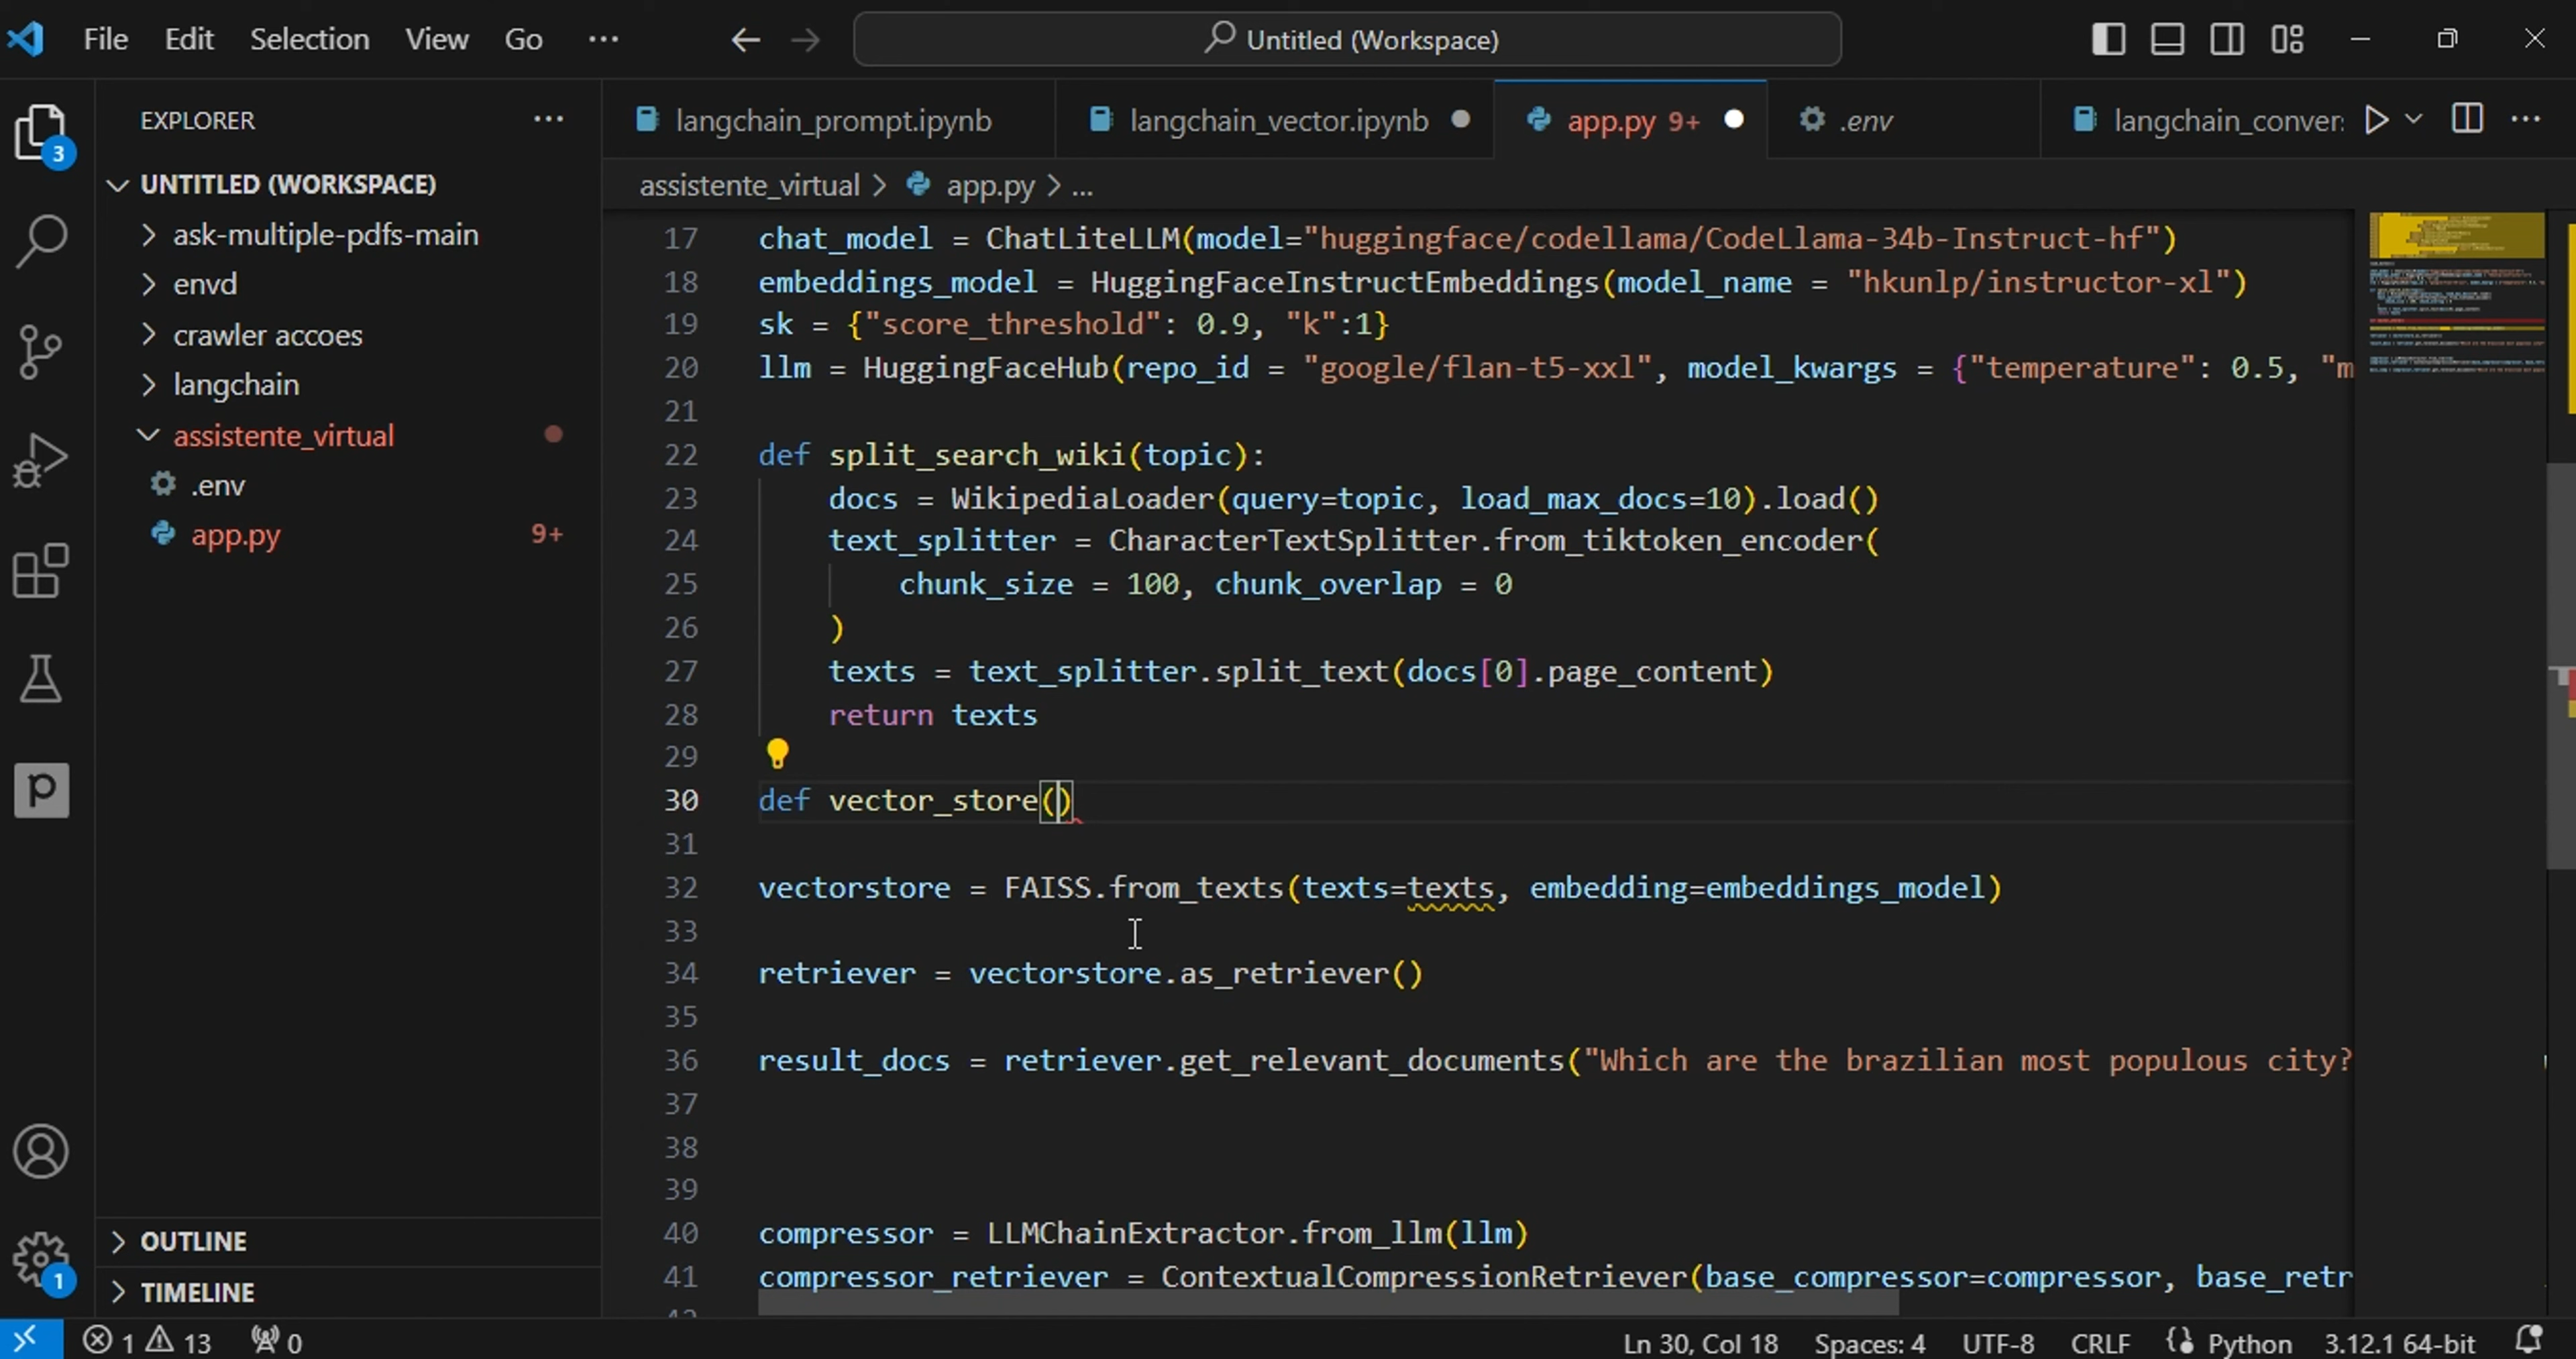 File Edit Selection View Go ··· Untitled (Workspace)
EXPLORER ···
langchain_prompt.ipynb langchain_vector.ipynb app.py 9+ .env langchain_conver
assistente_virtual > app.py > ...
3
UNTITLED (WORKSPACE)
ask-multiple-pdfs-main
envd
crawler accoes
langchain
assistente_virtual
.env
app.py 9+
OUTLINE
TIMELINE
1
17 chat_model = ChatLiteLLM(model="huggingface/codellama/CodeLlama-34b-Instruct-hf")
18 embeddings_model = HuggingFaceInstructEmbeddings(model_name = "hkunlp/instructor-xl")
19 sk = {"score_threshold": 0.9, "k":1}
20 llm = HuggingFaceHub(repo_id = "google/flan-t5-xxl", model_kwargs = {"temperature": 0.5, "m
21
22 def split_search_wiki(topic):
23 docs = WikipediaLoader(query=topic, load_max_docs=10).load()
24 text_splitter = CharacterTextSplitter.from_tiktoken_encoder(
25 chunk_size = 100, chunk_overlap = 0
26 )
27 texts = text_splitter.split_text(docs[0].page_content)
28 return texts
29
30 def vector_store()
31
32 vectorstore = FAISS.from_texts(texts=texts, embedding=embeddings_model)
33
34 retriever = vectorstore.as_retriever()
35
36 result_docs = retriever.get_relevant_documents("Which are the brazilian most populous city?
37
38
39
40 compressor = LLMChainExtractor.from_llm(llm)
41 compressor_retriever = ContextualCompressionRetriever(base_compressor=compressor, base_retr
1 13 0 Ln 30, Col 18 Spaces: 4 UTF-8 CRLF Python 3.12.1 64-bit